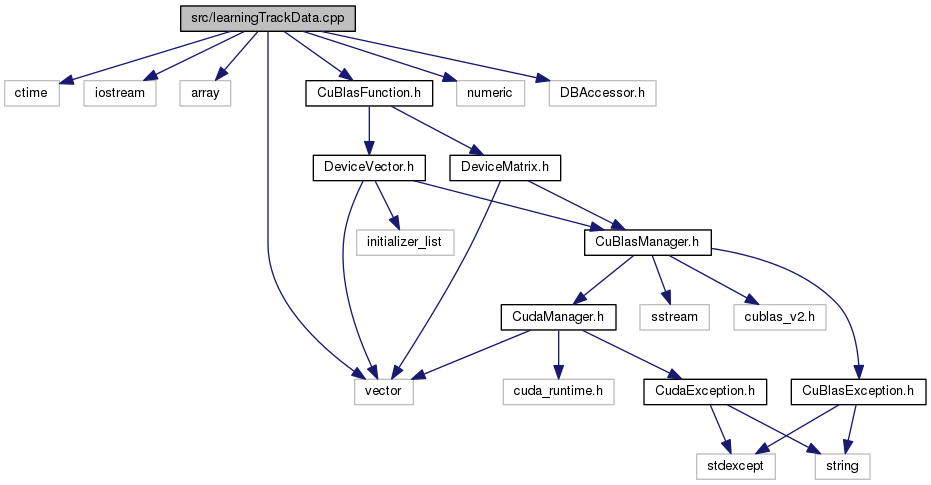 src/learningTrackData.cpp
ctime
iostream
array
CuBlasFunction.h
numeric
DBAccessor.h
DeviceVector.h
DeviceMatrix.h
initializer_list
CuBlasManager.h
CudaManager.h
sstream
cublas_v2.h
vector
cuda_runtime.h
CudaException.h
CuBlasException.h
stdexcept
string